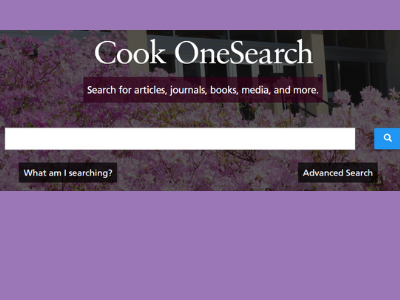 Cook OneSearch
Search for articles, journals, books, media, and more.
What am I searching?
Advanced Search